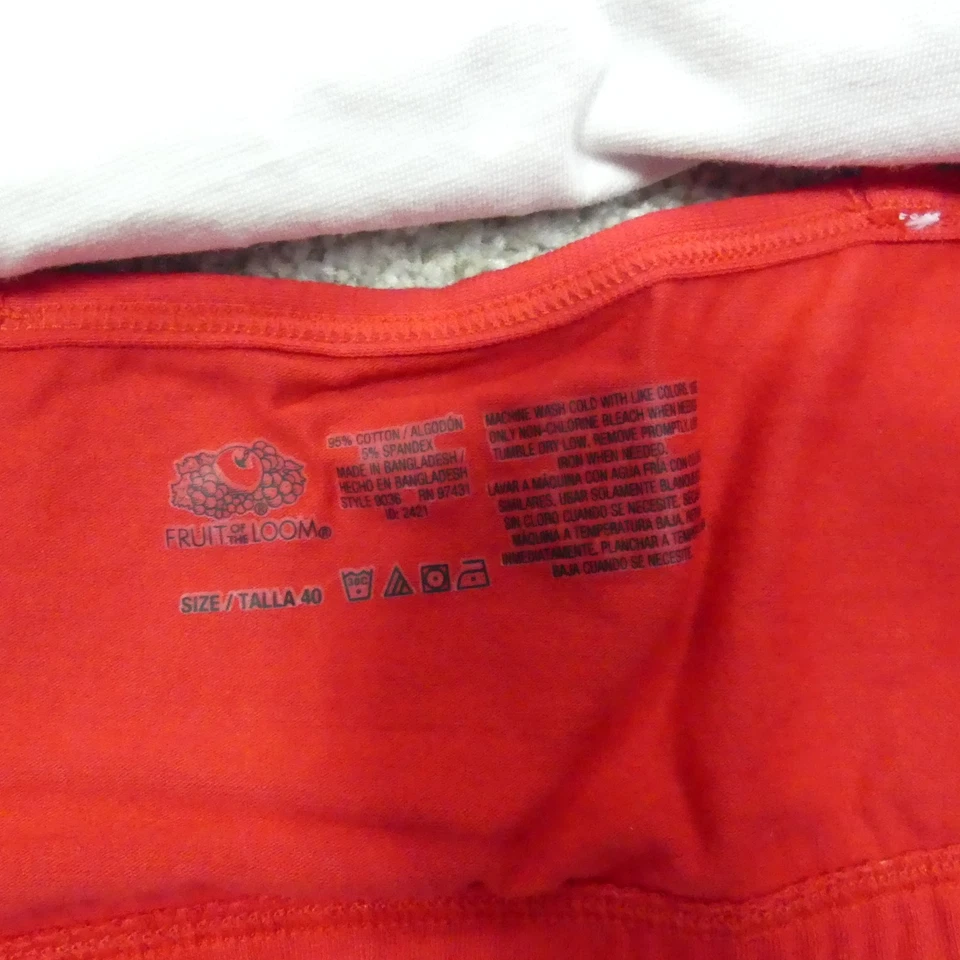 FRUIT OF THE LOOM®
SIZE / TALLA 40
95% COTTON / ALGODÓN
5% SPANDEX
MADE IN BANGLADESH /
HECHO EN BANGLADESH
STYLE 9036 RN 97431
ID: 2421
30C
MACHINE WASH COLD WITH LIKE COLORS.
ONLY NON-CHLORINE BLEACH WHEN
TUMBLE DRY LOW. REMOVE PROMPTLY.
IRON WHEN NEEDED.
LAVAR A MÁQUINA CON AGUA FRÍA CON
SIMILARES. USAR SOLAMENTE
SIN CLORO CUANDO SE NECESITE.
MÁQUINA A TEMPERATURA BAJA.
INMEDIATAMENTE. PLANCHAR A
BAJA CUANDO SE NECESITE.